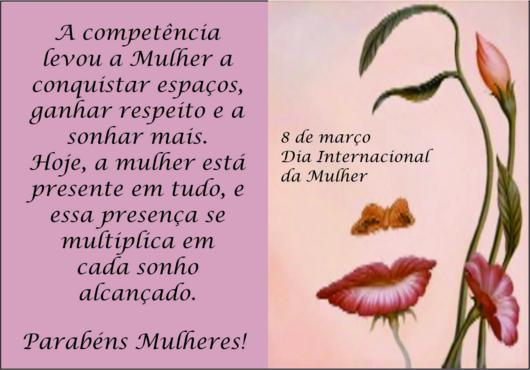 A competência
levou a Mulher a
conquistar espaços,
ganhar respeito e a
sonhar mais.
Hoje, a mulher está
presente em tudo, e
essa presença se
multiplica em
cada sonho
alcançado.
Parabéns Mulheres!
8 de março
Dia Internacional
da Mulher